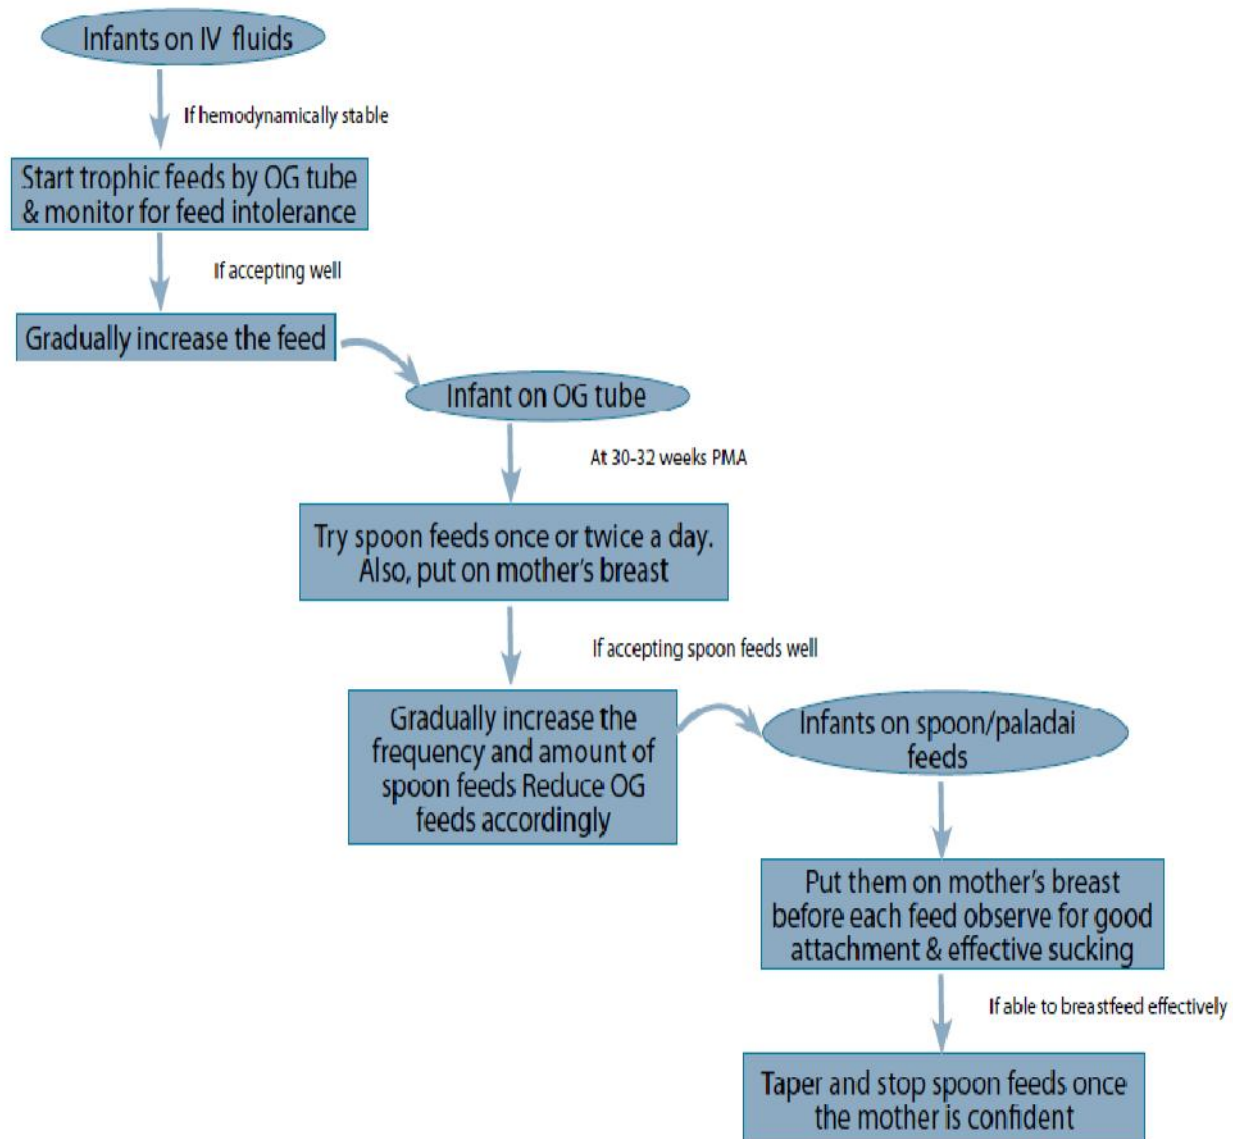 Infants on IV fluids
If hemodynamically stable
Start trophic feeds by OG tube
& monitor for feed intolerance
If accepting well
Gradually increase the feed
Infant on OG tube
At 30-32 weeks PMA
Try spoon feeds once or twice a day.
Also, put on mother's breast
If accepting spoon feeds well
Gradually increase the
frequency and amount of
spoon feeds Reduce OG
feeds accordingly
Infants on spoon/paladai
feeds
Put them on mother's breast
before each feed observe for good
attachment & effective sucking
If able to breastfeed effectively
Taper and stop spoon feeds once
the mother is confident